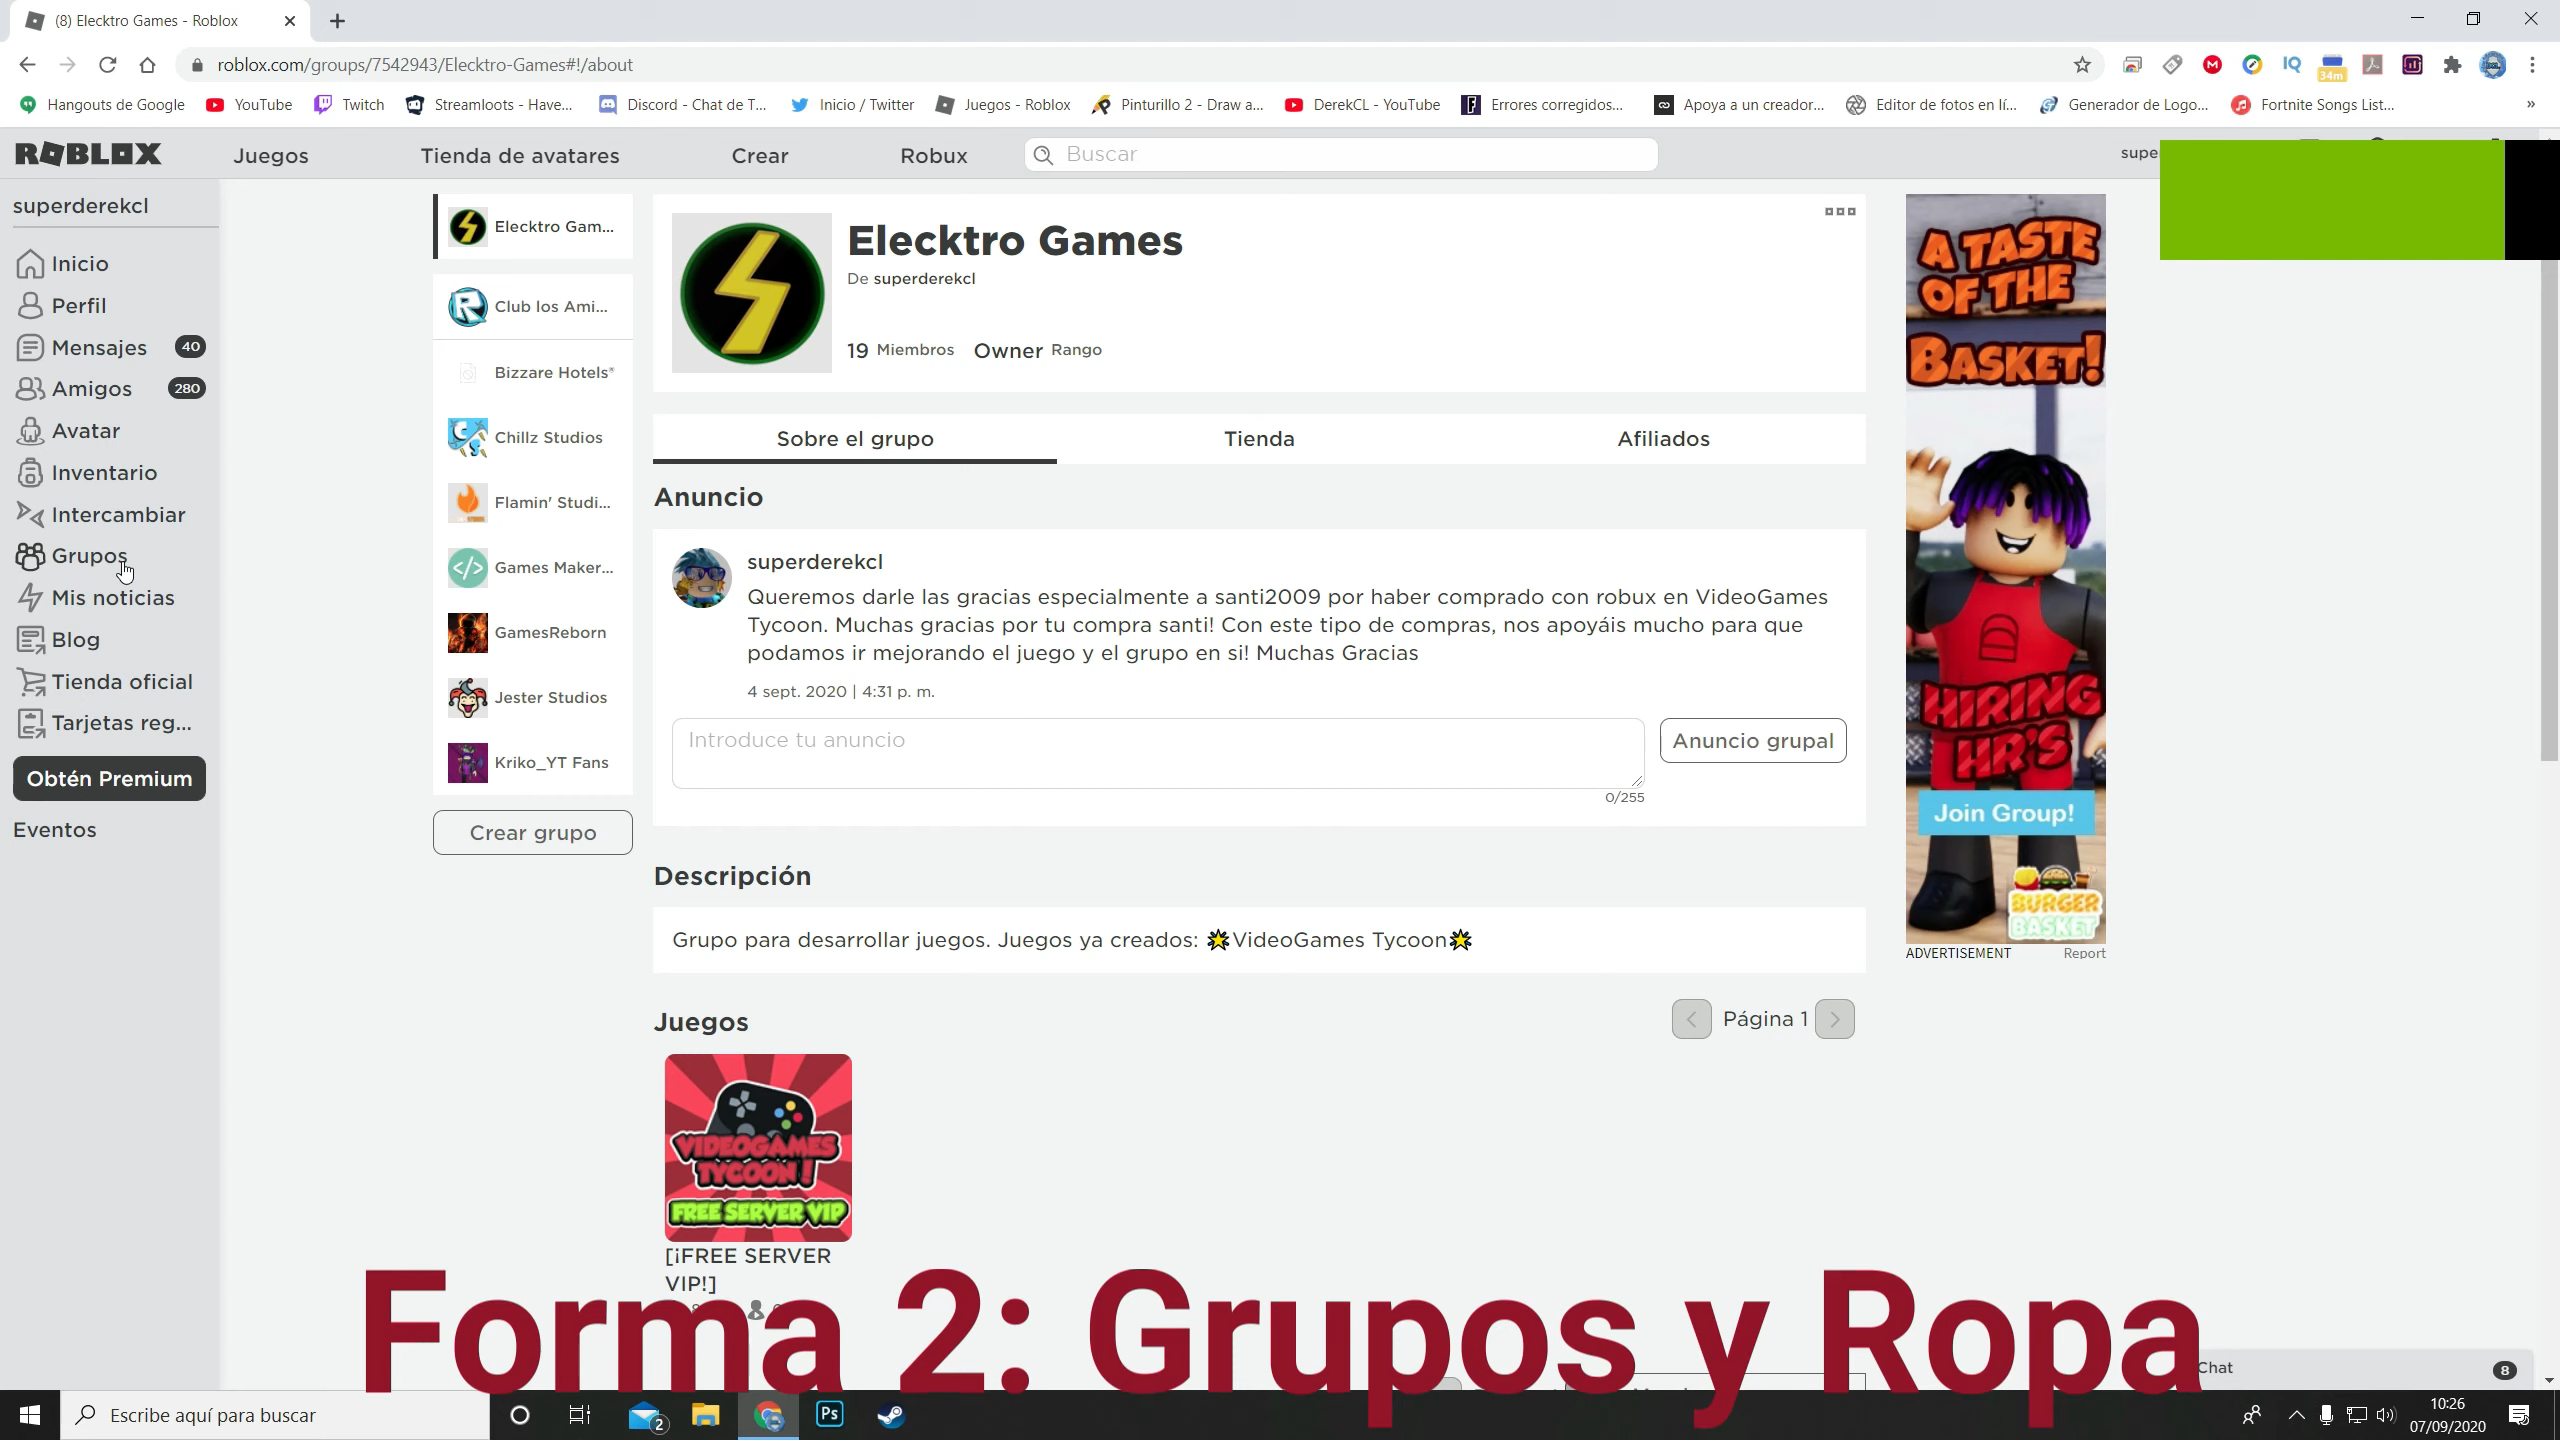 (8) Elecktro Games - Roblox
roblox.com/groups/7542943/Elecktro-Games#!/about
34m
Hangouts de Google
YouTube
Twitch
Streamloots - Have...
Discord - Chat de T...
Inicio / Twitter
Juegos - Roblox
Pinturillo 2 - Draw a...
DerekCL - YouTube
Errores corregidos...
Apoya a un creador...
Editor de fotos en lí...
Generador de Logo...
Fortnite Songs List...
»
ROBLOX
Juegos
Tienda de avatares
Crear
Robux
Buscar
supe
superderekcl
Inicio
Perfil
Mensajes 40
Amigos 280
Avatar
Inventario
Intercambiar
Grupos
Mis noticias
Blog
Tienda oficial
Tarjetas reg...
Obtén Premium
Eventos
Elecktro Gam...
Club los Ami...
Bizzare Hotels®
Chillz Studios
Flamin' Studi...
Games Maker...
GamesReborn
Jester Studios
Kriko_YT Fans
Crear grupo
Elecktro Games
De superderekcl
19 Miembros Owner Rango
Sobre el grupo
Tienda
Afiliados
Anuncio
superderekcl
Queremos darle las gracias especialmente a santi2009 por haber comprado con robux en VideoGames
Tycoon. Muchas gracias por tu compra santi! Con este tipo de compras, nos apoyáis mucho para que
podamos ir mejorando el juego y el grupo en si! Muchas Gracias
4 sept. 2020 | 4:31 p. m.
Introduce tu anuncio
Anuncio grupal
0/255
Descripción
Grupo para desarrollar juegos. Juegos ya creados: 🌟VideoGames Tycoon🌟
Juegos
Página 1
VIDEOGAMES
TYCOON!
FREE SERVER VIP
[¡FREE SERVER
VIP!]
A TASTE
OF THE
BASKET!
HIRING
HR'S
Join Group!
BURGER
BASKET
ADVERTISEMENT
Report
Forma 2: Grupos y Ropa
Chat
8
Escribe aquí para buscar
2
Ps
10:26
07/09/2020